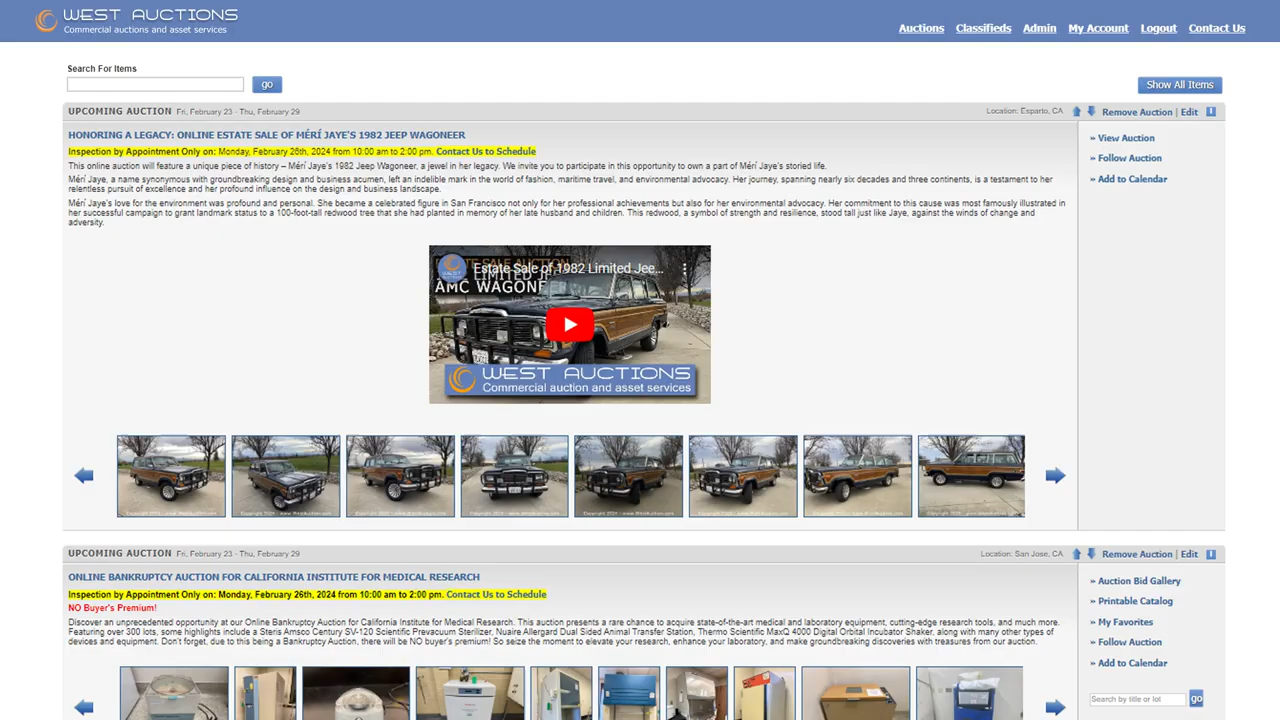 WEST AUCTIONS
Commercial auctions and asset services
Auctions Classifieds Admin My Account Logout Contact Us
Search For Items
go
Show All Items
UPCOMING AUCTION Fri, February 23 - Thu, February 29
Location: Esparto, CA
Remove Auction | Edit
HONORING A LEGACY: ONLINE ESTATE SALE OF MÉRÍ JAYE'S 1982 JEEP WAGONEER
Inspection by Appointment Only on: Monday, February 26th, 2024 from 10:00 am to 2:00 pm. Contact Us to Schedule
This online auction will feature a unique piece of history – Mérí Jaye's 1982 Jeep Wagoneer, a jewel in her legacy. We invite you to participate in this opportunity to own a part of Mérí Jaye's storied life.
Mérí Jaye, a name synonymous with groundbreaking design and business acumen, left an indelible mark in the world of fashion, maritime travel, and environmental advocacy. Her journey, spanning nearly six decades and three continents, is a testament to her
relentless pursuit of excellence and her profound influence on the design and business landscape.
Mérí Jaye's love for the environment was profound and personal. She became a celebrated figure in San Francisco not only for her professional achievements but also for her environmental advocacy. Her commitment to this cause was most famously illustrated in
her successful campaign to grant landmark status to a 100-foot-tall redwood tree that she had planted in memory of her late husband and children. This redwood, a symbol of strength and resilience, stood tall just like Jaye, against the winds of change and
adversity.
» View Auction
» Follow Auction
» Add to Calendar
Estate Sale of 1982 Limited Jee...
AMC WAGONEER
WEST AUCTIONS
Commercial auction and asset services
UPCOMING AUCTION Fri, February 23 - Thu, February 29
Location: San Jose, CA
Remove Auction | Edit
ONLINE BANKRUPTCY AUCTION FOR CALIFORNIA INSTITUTE FOR MEDICAL RESEARCH
Inspection by Appointment Only on: Monday, February 26th, 2024 from 10:00 am to 2:00 pm. Contact Us to Schedule
NO Buyer's Premium!
Discover an unprecedented opportunity at our Online Bankruptcy Auction for California Institute for Medical Research. This auction presents a rare chance to acquire state-of-the-art medical and laboratory equipment, cutting-edge research tools, and much more.
Featuring over 300 lots, some highlights include a Steris Amsco Century SV-120 Scientific Prevacuum Sterilizer, Nuaire Allergard Dual Sided Animal Transfer Station, Thermo Scientific MaxQ 4000 Digital Orbital Incubator Shaker, along with many other types of
devices and equipment. Don't forget, due to this being a Bankruptcy Auction, there will be NO buyer's premium! So seize the moment to elevate your research, enhance your laboratory, and make groundbreaking discoveries with treasures from our auction.
» Auction Bid Gallery
» Printable Catalog
» My Favorites
» Follow Auction
» Add to Calendar
Search by title or lot
go